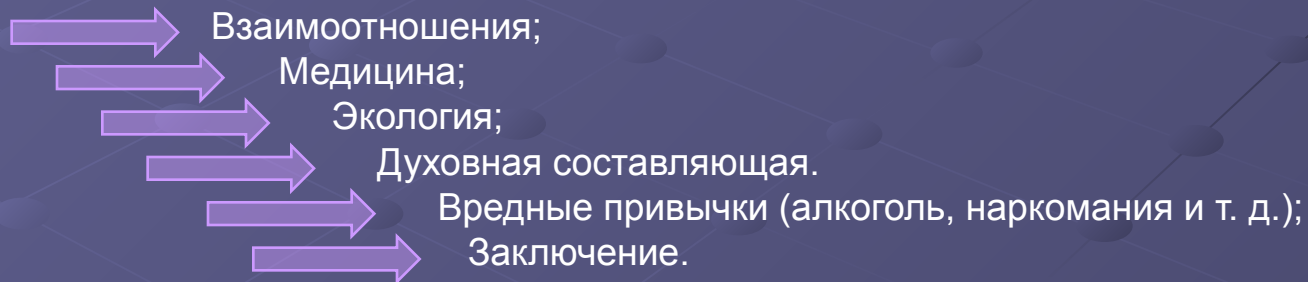 Взаимоотношения;
Медицина;
Экология;
Духовная составляющая.
Вредные привычки (алкоголь, наркомания и т. д.);
Заключение.